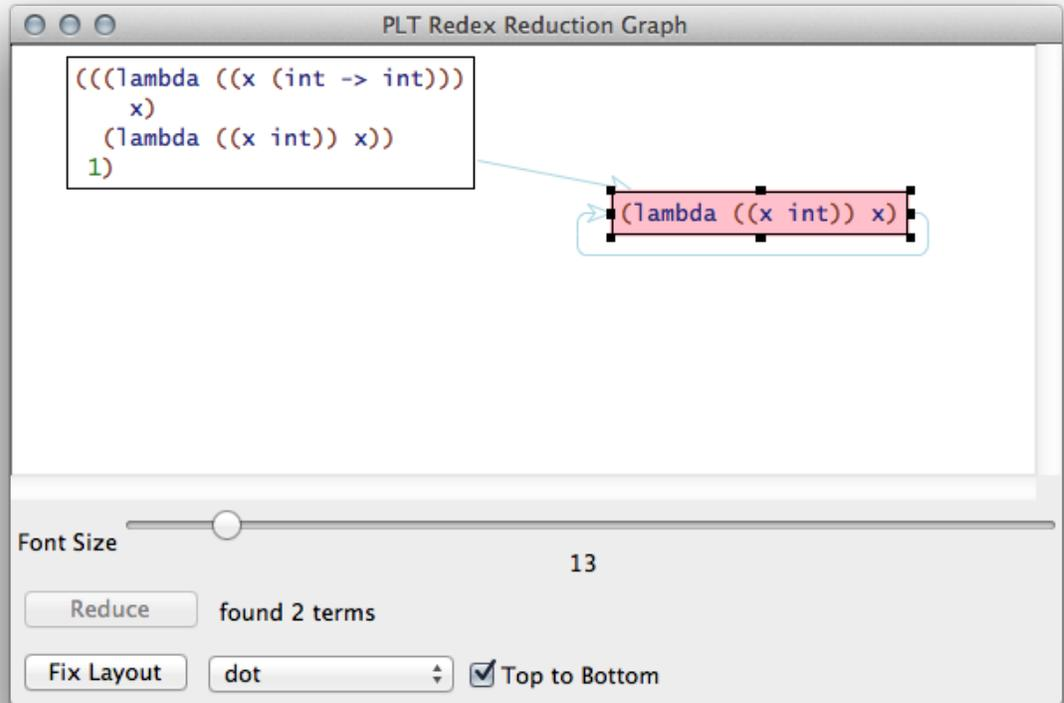 PLT Redex Reduction Graph
(((lambda ((x (int -> int)))
x)
(lambda ((x int)) x))
1)
(lambda ((x int)) x)
Font Size
13
Reduce found 2 terms
Fix Layout dot Top to Bottom